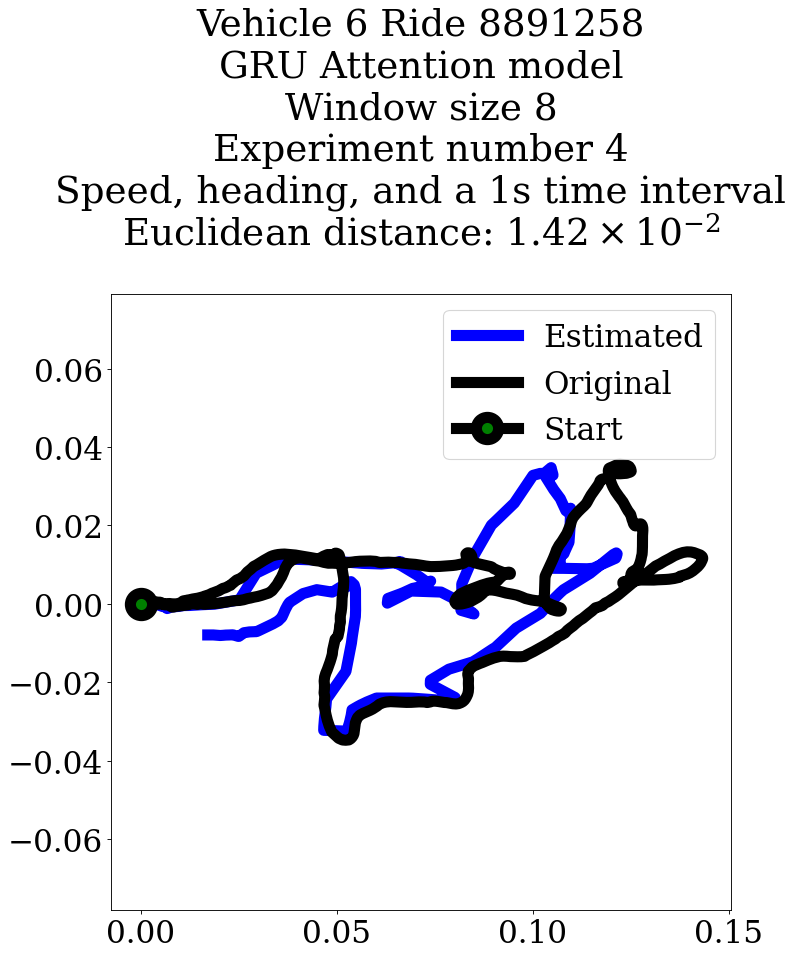 Vehicle 6 Ride 8891258
GRU Attention model
Window size 8
Experiment number 4
Speed, heading, and a 1s time interval
Euclidean distance: 1.42 × 10⁻²
Estimated
Original
Start
0.06
0.04
0.02
0.00
−0.02
−0.04
−0.06
0.00 0.05 0.10 0.15